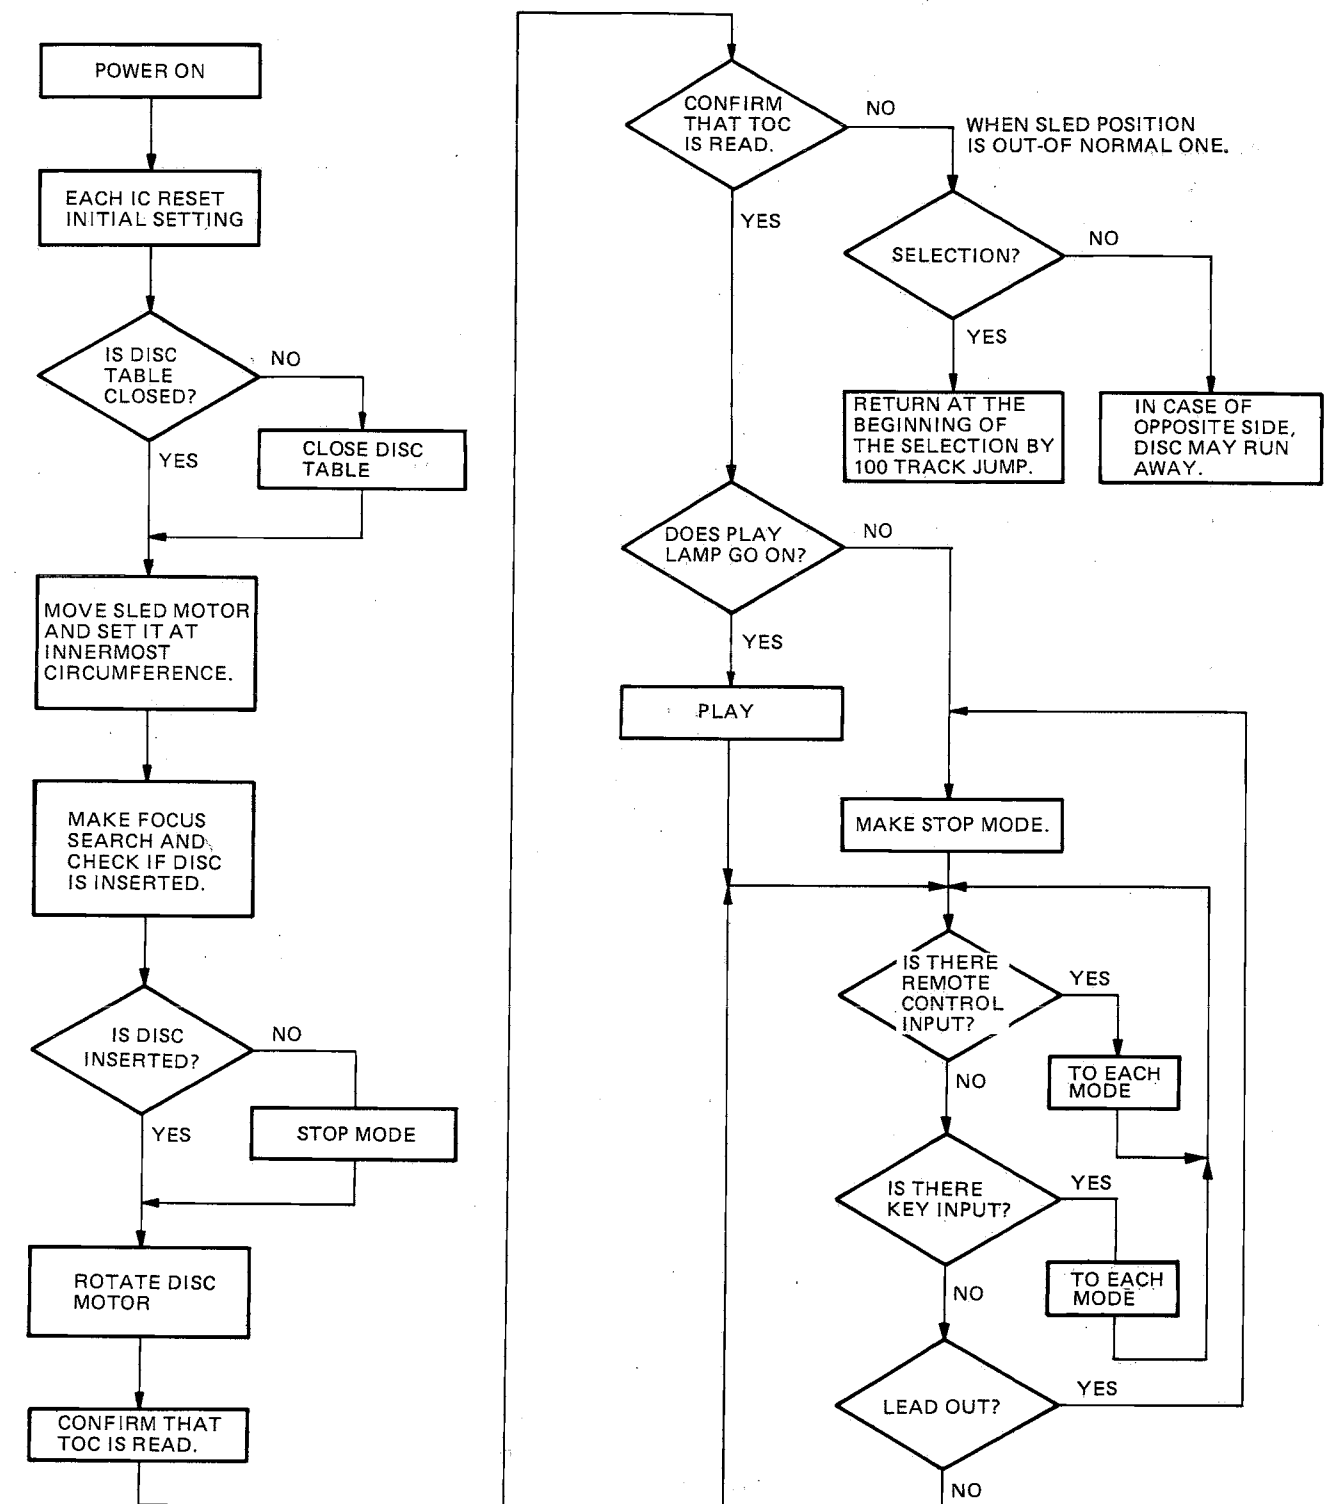 POWER ON
EACH IC RESET
INITIAL SETTING
IS DISC
TABLE
CLOSED?
NO
YES
CLOSE DISC
TABLE
MOVE SLED MOTOR
AND SET IT AT
INNERMOST
CIRCUMFERENCE.
MAKE FOCUS
SEARCH AND
CHECK IF DISC
IS INSERTED.
IS DISC
INSERTED?
NO
YES
STOP MODE
ROTATE DISC
MOTOR
CONFIRM THAT
TOC IS READ.
CONFIRM
THAT TOC
IS READ.
NO
WHEN SLED POSITION
IS OUT-OF NORMAL ONE.
YES
SELECTION?
NO
YES
RETURN AT THE
BEGINNING OF
THE SELECTION BY
100 TRACK JUMP.
IN CASE OF
OPPOSITE SIDE,
DISC MAY RUN
AWAY.
DOES PLAY
LAMP GO ON?
NO
YES
PLAY
MAKE STOP MODE.
IS THERE
REMOTE
CONTROL
INPUT?
YES
NO
TO EACH
MODE
IS THERE
KEY INPUT?
YES
NO
TO EACH
MODE
LEAD OUT?
YES
NO